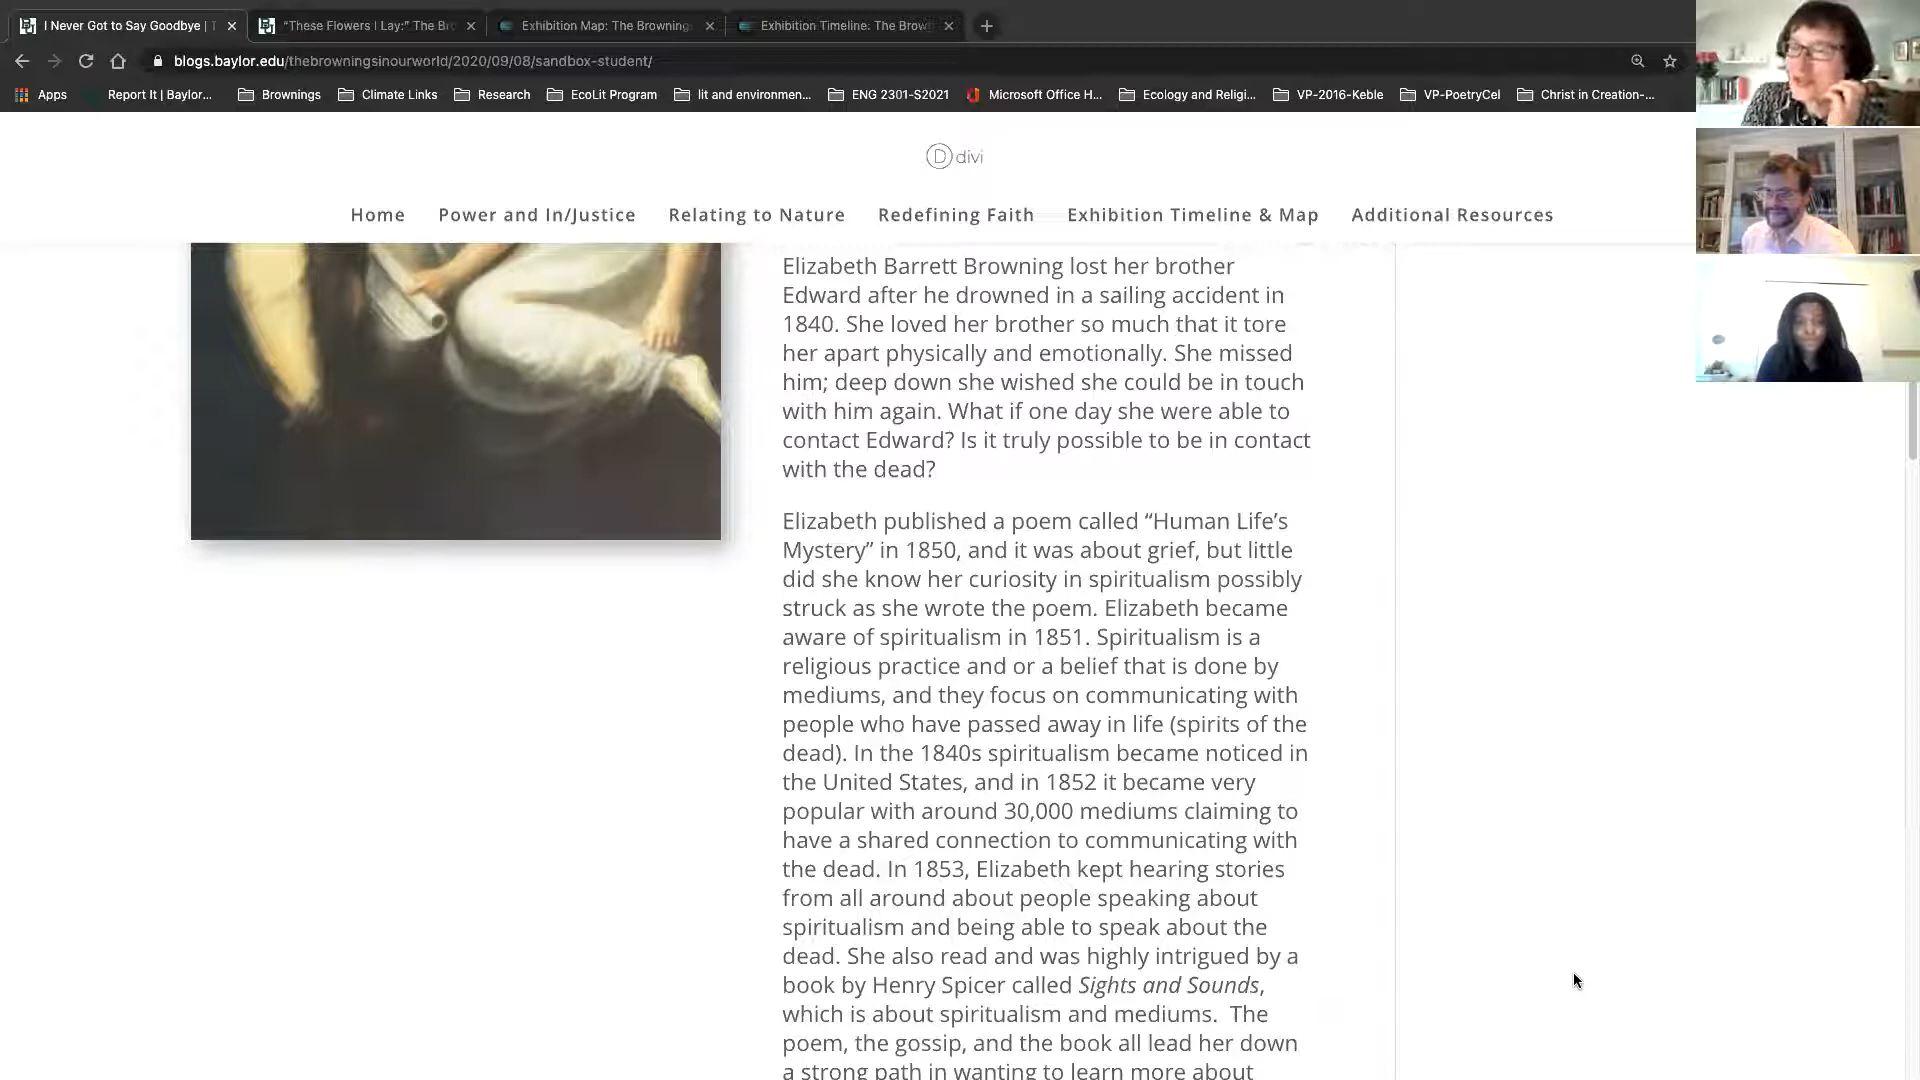 I Never Got to Say Goodbye |
"These Flowers I Lay:" The Br
Exhibition Map: The Browning
Exhibition Timeline: The Brow
blogs.baylor.edu/thebrowningsinourworld/2020/09/08/sandbox-student/
Apps
Report It | Baylor...
Brownings
Climate Links
Research
EcoLit Program
lit and environmen...
ENG 2301-S2021
Microsoft Office H...
Ecology and Religi...
VP-2016-Keble
VP-PoetryCel
Christ in Creation-...
D divi
Home
Power and In/Justice
Relating to Nature
Redefining Faith
Exhibition Timeline & Map
Additional Resources
Elizabeth Barrett Browning lost her brother
Edward after he drowned in a sailing accident in
1840. She loved her brother so much that it tore
her apart physically and emotionally. She missed
him; deep down she wished she could be in touch
with him again. What if one day she were able to
contact Edward? Is it truly possible to be in contact
with the dead?
Elizabeth published a poem called “Human Life’s
Mystery” in 1850, and it was about grief, but little
did she know her curiosity in spiritualism possibly
struck as she wrote the poem. Elizabeth became
aware of spiritualism in 1851. Spiritualism is a
religious practice and or a belief that is done by
mediums, and they focus on communicating with
people who have passed away in life (spirits of the
dead). In the 1840s spiritualism became noticed in
the United States, and in 1852 it became very
popular with around 30,000 mediums claiming to
have a shared connection to communicating with
the dead. In 1853, Elizabeth kept hearing stories
from all around about people speaking about
spiritualism and being able to speak about the
dead. She also read and was highly intrigued by a
book by Henry Spicer called Sights and Sounds,
which is about spiritualism and mediums.  The
poem, the gossip, and the book all lead her down
a strong path in wanting to learn more about